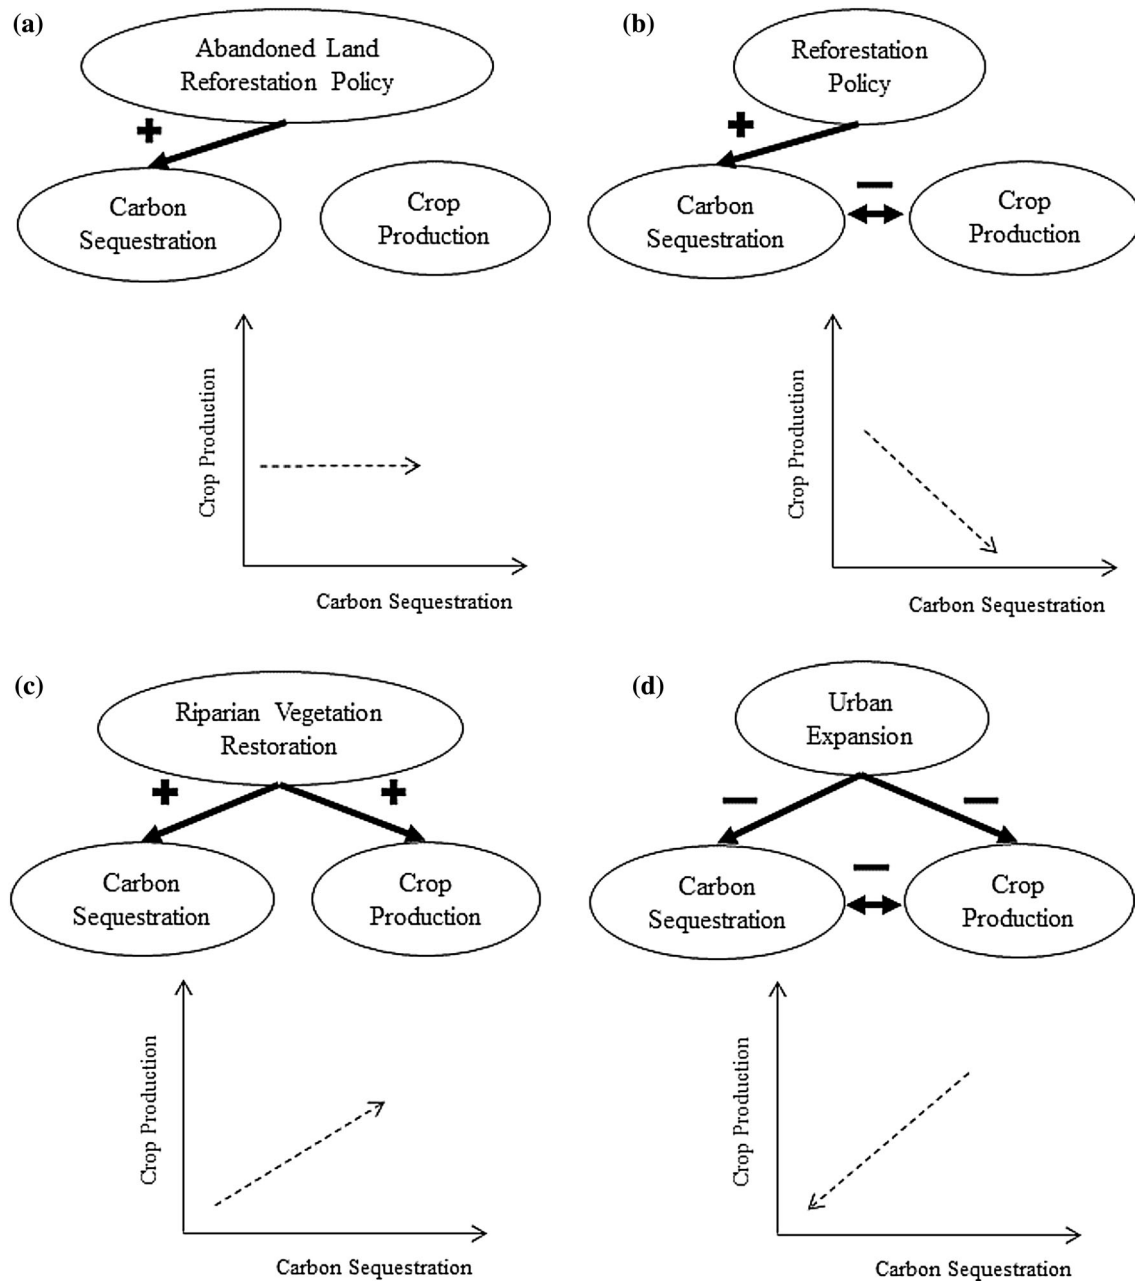 (a)
Abandoned Land
Reforestation Policy
+
Carbon
Sequestration
Crop
Production
Crop Production
Carbon Sequestration
(b)
Reforestation
Policy
+
Carbon
Sequestration
−
Crop
Production
Crop Production
Carbon Sequestration
(c)
Riparian Vegetation
Restoration
+ +
Carbon
Sequestration
Crop
Production
Crop Production
Carbon Sequestration
(d)
Urban
Expansion
− −
Carbon
Sequestration
−
Crop
Production
Crop Production
Carbon Sequestration